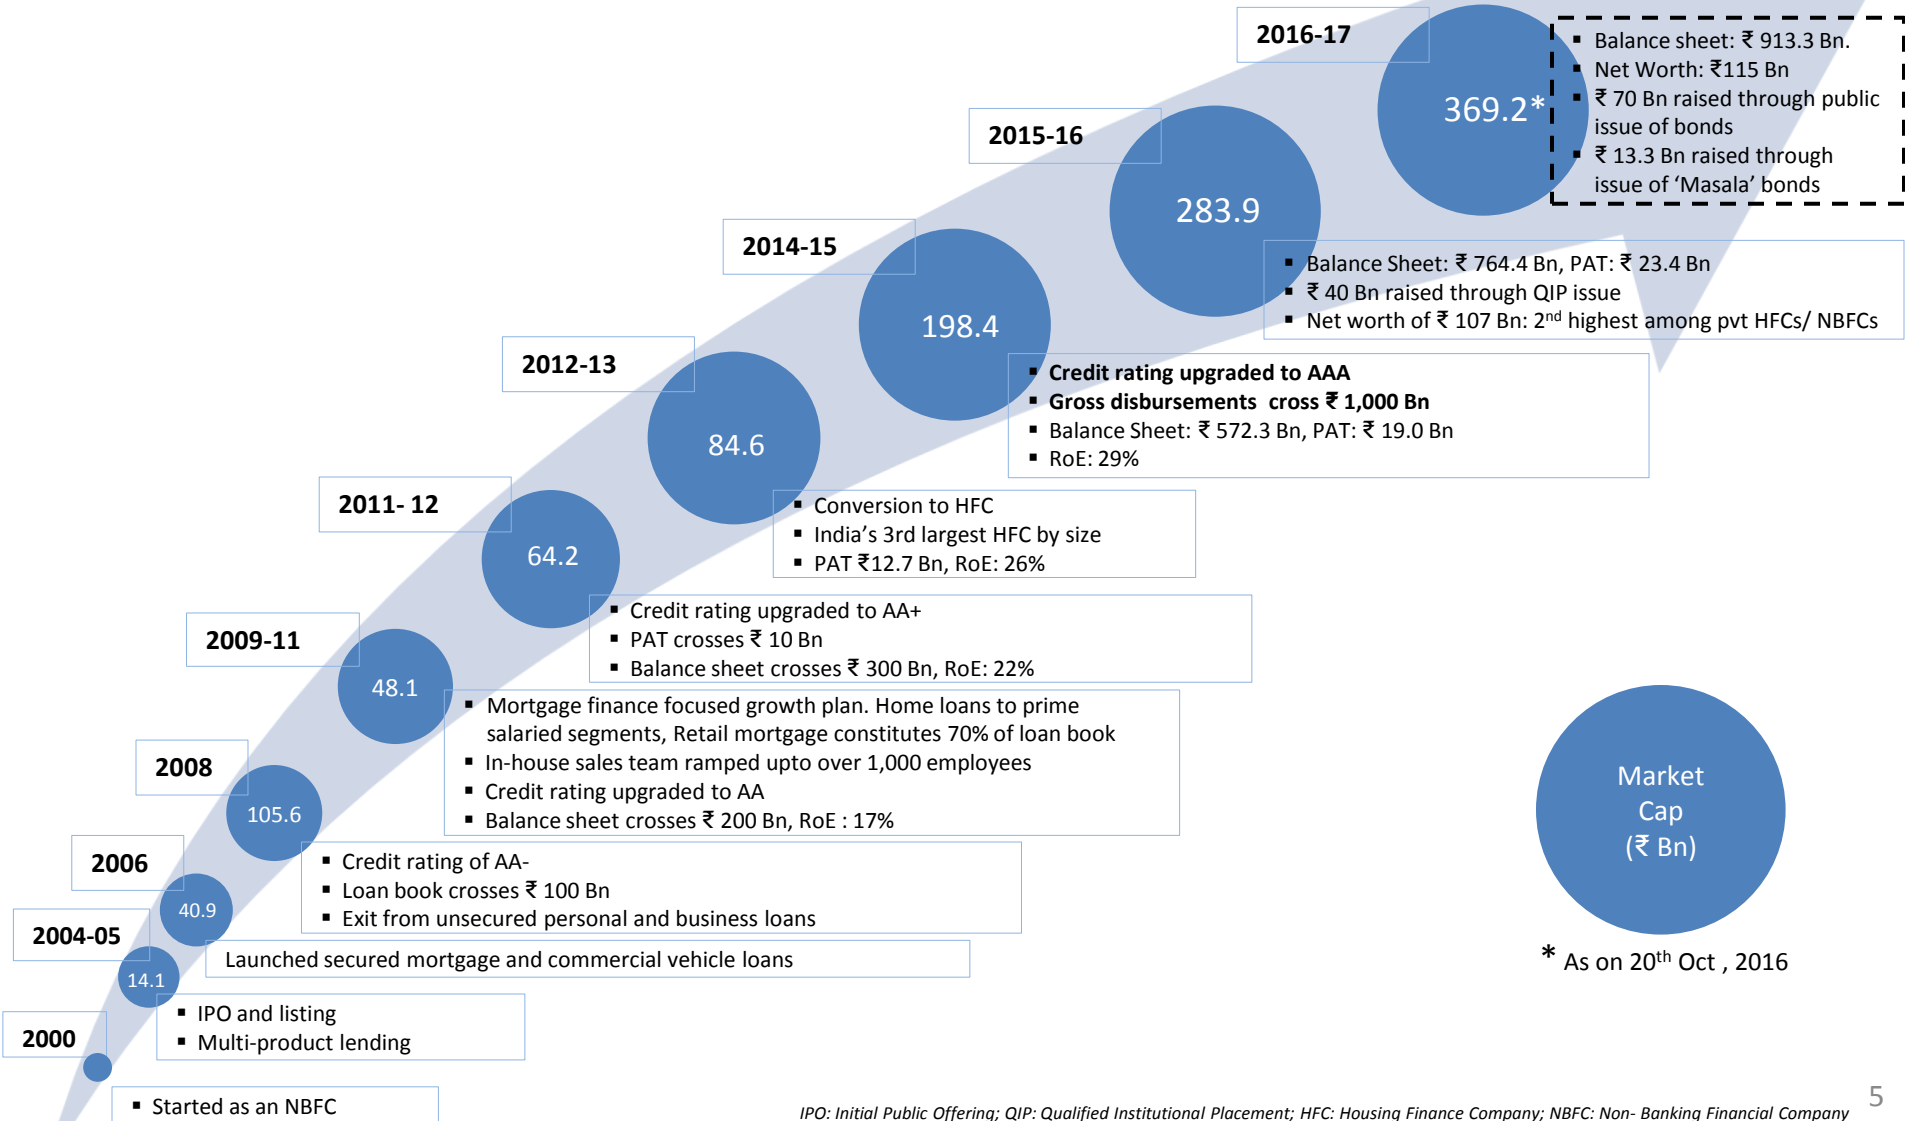 2016-17
369.2*
▪ Balance sheet: ₹ 913.3 Bn.
▪ Net Worth: ₹115 Bn
▪ ₹ 70 Bn raised through public
issue of bonds
▪ ₹ 13.3 Bn raised through
issue of ‘Masala’ bonds
2015-16
283.9
▪ Balance Sheet: ₹ 764.4 Bn, PAT: ₹ 23.4 Bn
▪ ₹ 40 Bn raised through QIP issue
▪ Net worth of ₹ 107 Bn: 2nd highest among pvt HFCs/ NBFCs
2014-15
198.4
▪ Credit rating upgraded to AAA
▪ Gross disbursements cross ₹ 1,000 Bn
▪ Balance Sheet: ₹ 572.3 Bn, PAT: ₹ 19.0 Bn
▪ RoE: 29%
2012-13
84.6
▪ Conversion to HFC
▪ India’s 3rd largest HFC by size
▪ PAT ₹12.7 Bn, RoE: 26%
2011- 12
64.2
▪ Credit rating upgraded to AA+
▪ PAT crosses ₹ 10 Bn
▪ Balance sheet crosses ₹ 300 Bn, RoE: 22%
2009-11
48.1
▪ Mortgage finance focused growth plan. Home loans to prime
salaried segments, Retail mortgage constitutes 70% of loan book
▪ In-house sales team ramped upto over 1,000 employees
▪ Credit rating upgraded to AA
▪ Balance sheet crosses ₹ 200 Bn, RoE : 17%
2008
105.6
▪ Credit rating of AA-
▪ Loan book crosses ₹ 100 Bn
▪ Exit from unsecured personal and business loans
2006
40.9
Launched secured mortgage and commercial vehicle loans
2004-05
14.1
▪ IPO and listing
▪ Multi-product lending
2000
▪ Started as an NBFC
Market
Cap
(₹ Bn)
* As on 20th Oct , 2016
IPO: Initial Public Offering; QIP: Qualified Institutional Placement; HFC: Housing Finance Company; NBFC: Non- Banking Financial Company
5